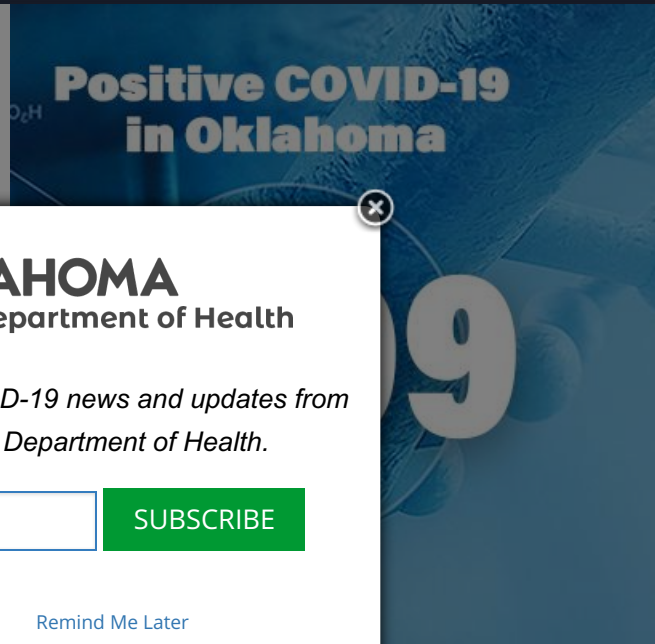 Positive COVID-19
in Oklahoma
O₂H
AHOMA
epartment of Health
D-19 news and updates from
Department of Health.
SUBSCRIBE
Remind Me Later